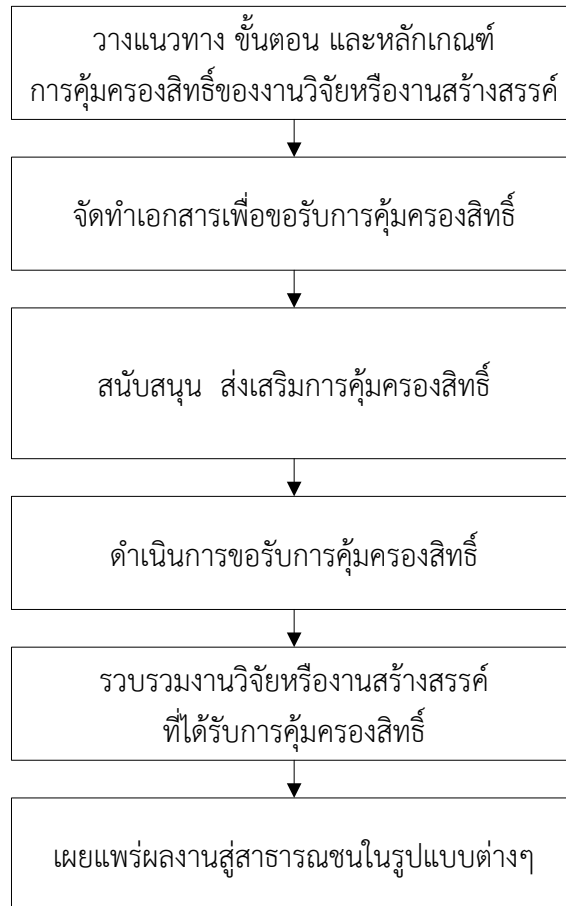 วางแนวทาง ขั้นตอน และหลักเกณฑ์
การคุ้มครองสิทธิ์ของงานวิจัยหรืองานสร้างสรรค์
จัดทำเอกสารเพื่อขอรับการคุ้มครองสิทธิ์
สนับสนุน ส่งเสริมการคุ้มครองสิทธิ์
ดำเนินการขอรับการคุ้มครองสิทธิ์
รวบรวมงานวิจัยหรืองานสร้างสรรค์
ที่ได้รับการคุ้มครองสิทธิ์
เผยแพร่ผลงานสู่สาธารณชนในรูปแบบต่างๆ